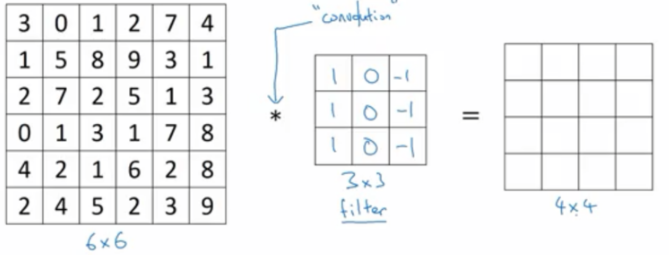 "convolution"
3 0 1 2 7 4
1 5 8 9 3 1
2 7 2 5 1 3
0 1 3 1 7 8
4 2 1 6 2 8
2 4 5 2 3 9
6×6
*
1 0 -1
1 0 -1
1 0 -1
3×3
filter
=
4×4